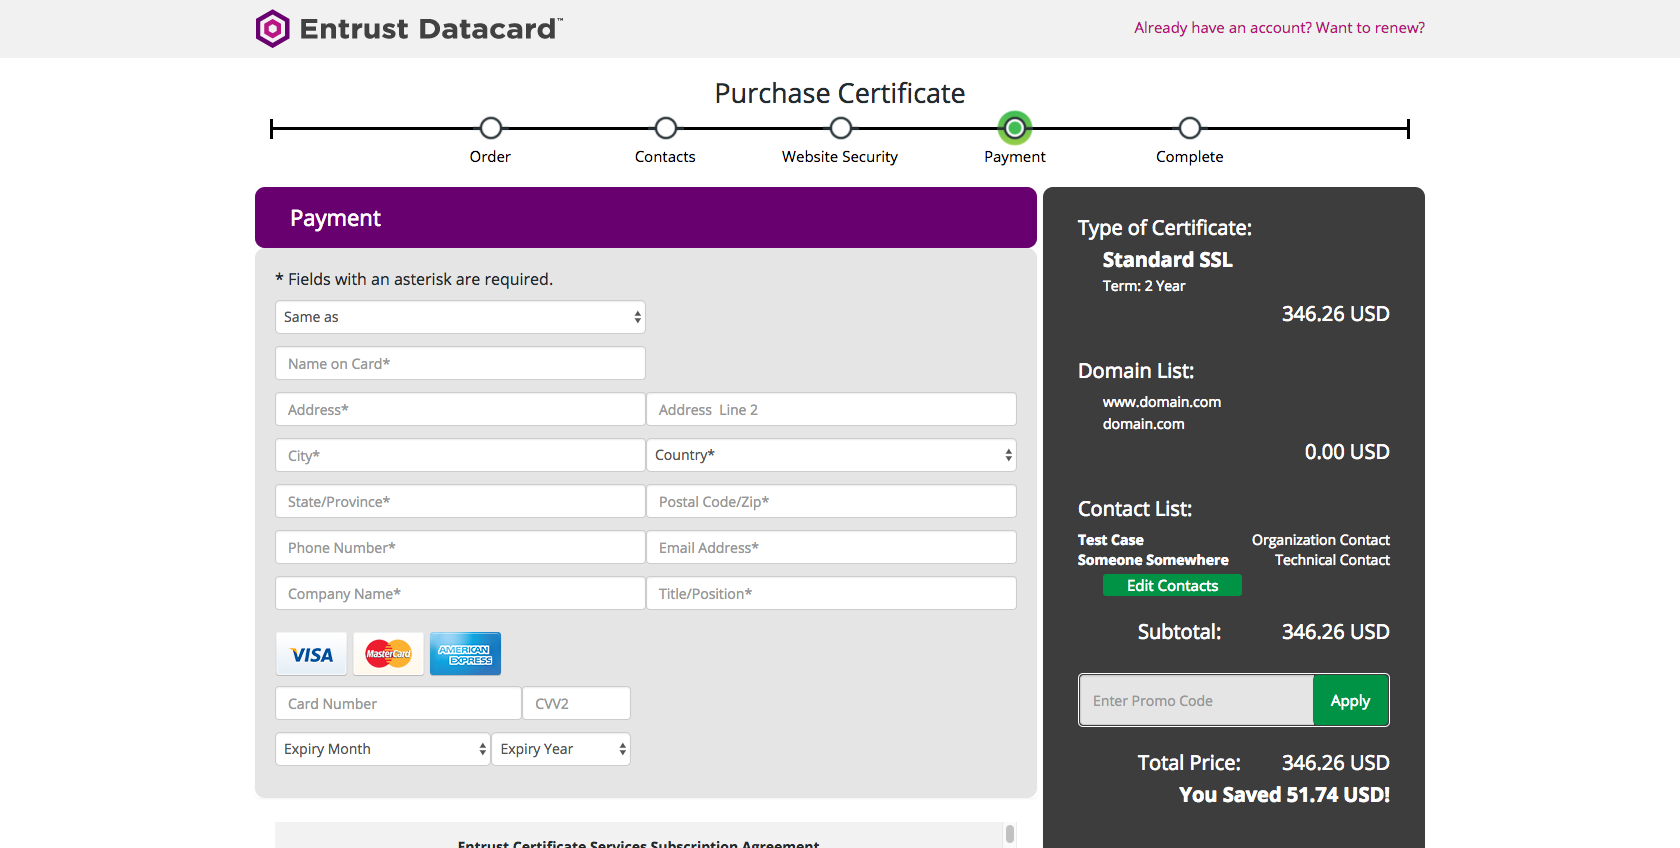 Entrust Datacard™
Already have an account? Want to renew?
Purchase Certificate
Order
Contacts
Website Security
Payment
Complete
Payment
* Fields with an asterisk are required.
Same as
Name on Card*
Address*
Address Line 2
City*
Country*
State/Province*
Postal Code/Zip*
Phone Number*
Email Address*
Company Name*
Title/Position*
VISA
MasterCard
AMERICAN EXPRESS
Card Number
CVV2
Expiry Month
Expiry Year
Entrust Certificate Services Subscription Agreement
Type of Certificate:
Standard SSL
Term: 2 Year
346.26 USD
Domain List:
www.domain.com
domain.com
0.00 USD
Contact List:
Test Case Organization Contact
Someone Somewhere Technical Contact
Edit Contacts
Subtotal: 346.26 USD
Enter Promo Code Apply
Total Price: 346.26 USD
You Saved 51.74 USD!